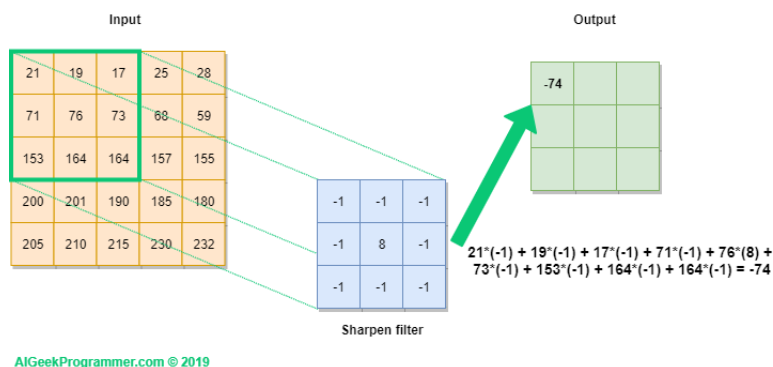 Input
Output
21 19 17 25 28
71 76 73 68 59
153 164 164 157 155
200 201 190 185 180
205 210 215 230 232
-74
-1 -1 -1
-1 8 -1
-1 -1 -1
Sharpen filter
21*(-1) + 19*(-1) + 17*(-1) + 71*(-1) + 76*(8) +
73*(-1) + 153*(-1) + 164*(-1) + 164*(-1) = -74
AIGeekProgrammer.com © 2019